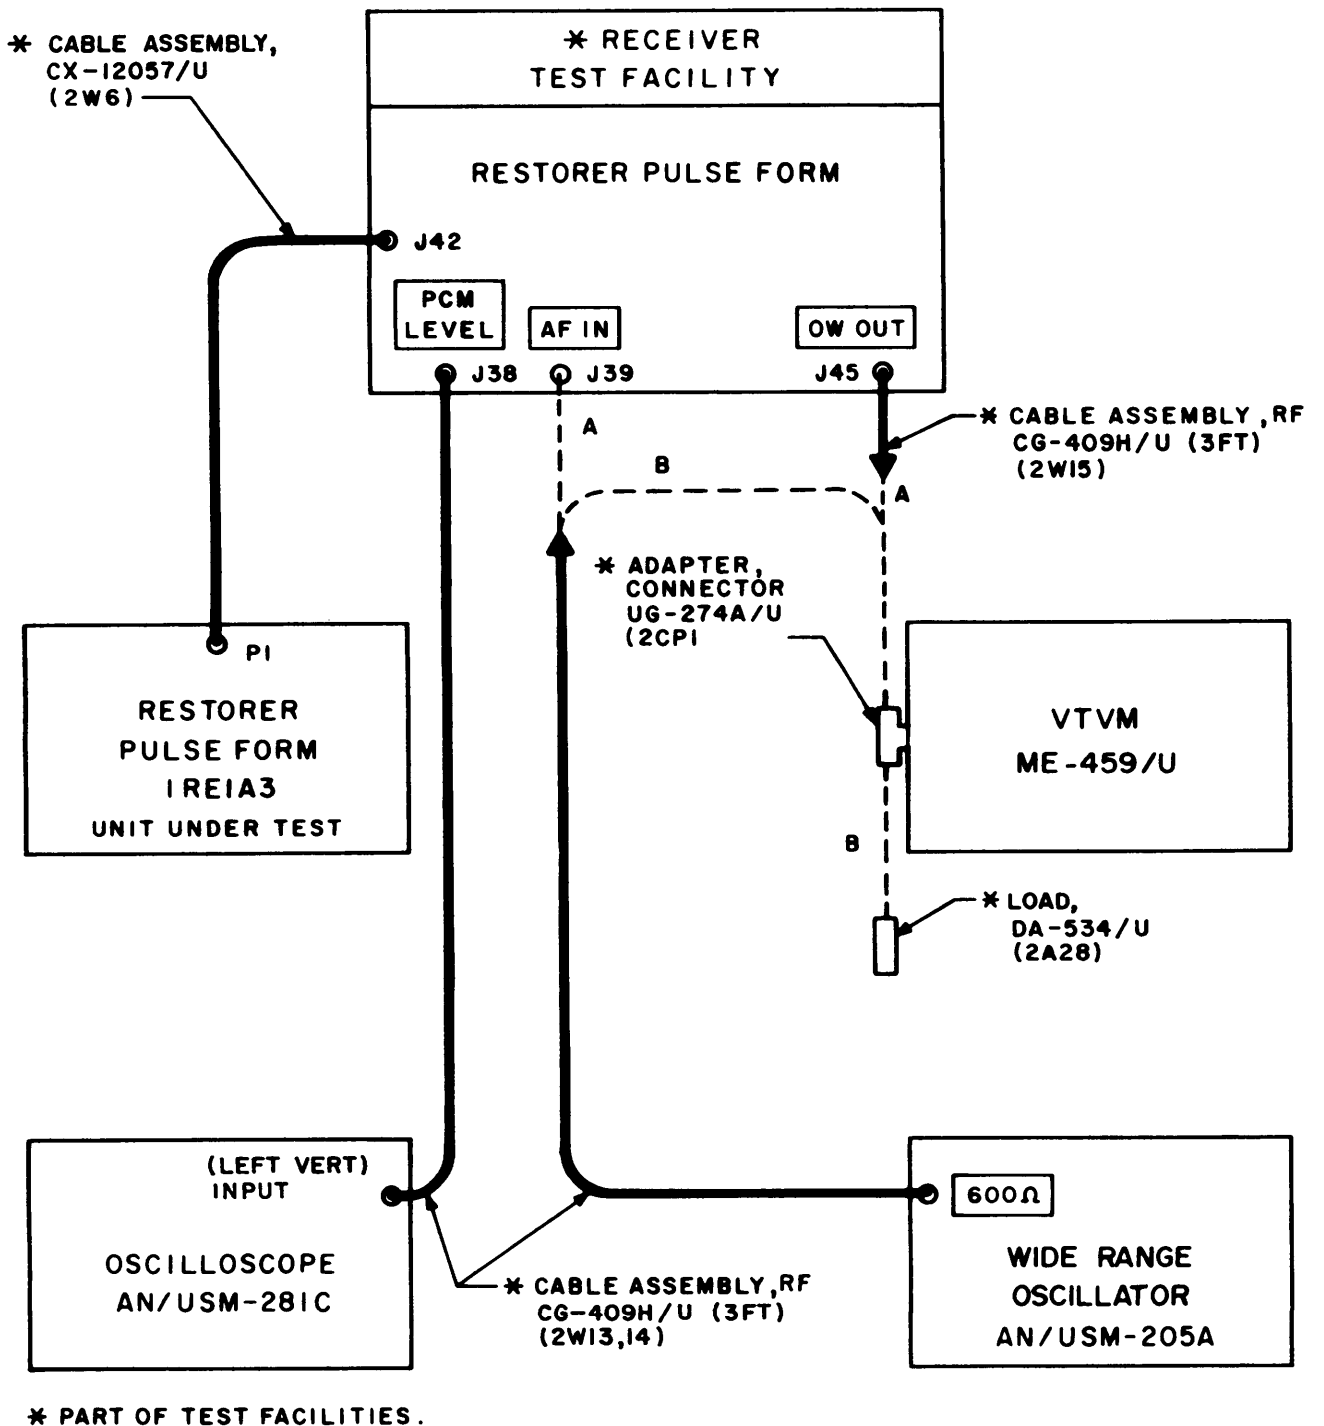 * CABLE ASSEMBLY,
CX-12057/U
(2W6)
* RECEIVER
TEST FACILITY
RESTORER PULSE FORM
J42
PCM
LEVEL
AF IN
OW OUT
J38
J39
J45
A
B
A
* CABLE ASSEMBLY, RF
CG-409H/U (3FT)
(2W15)
* ADAPTER,
CONNECTOR
UG-274A/U
(2CP1
P1
RESTORER
PULSE FORM
1RE1A3
UNIT UNDER TEST
VTVM
ME-459/U
B
* LOAD,
DA-534/U
(2A28)
(LEFT VERT)
INPUT
OSCILLOSCOPE
AN/USM-281C
* CABLE ASSEMBLY, RF
CG-409H/U (3FT)
(2W13,14)
600Ω
WIDE RANGE
OSCILLATOR
AN/USM-205A
* PART OF TEST FACILITIES.